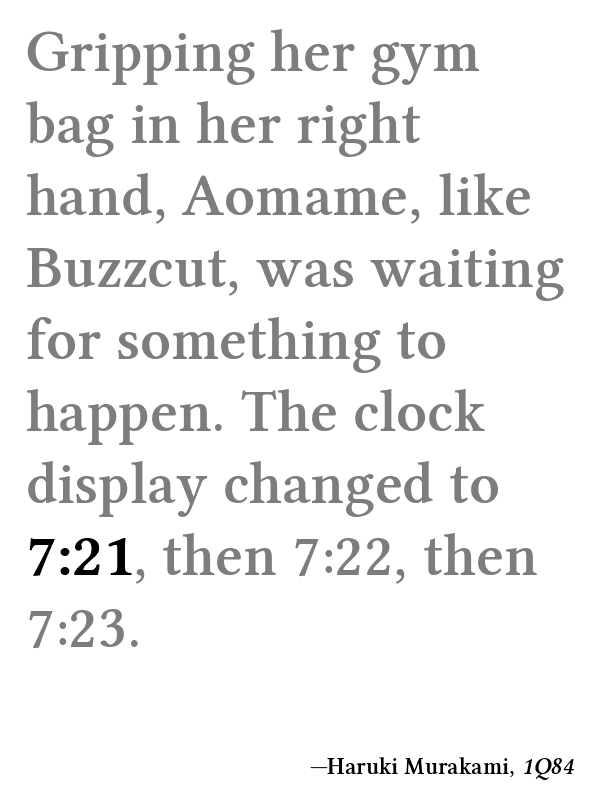 Gripping her gym
bag in her right
hand, Aomame, like
Buzzcut, was waiting
for something to
happen. The clock
display changed to
7:21, then 7:22, then
7:23.
—Haruki Murakami, 1Q84